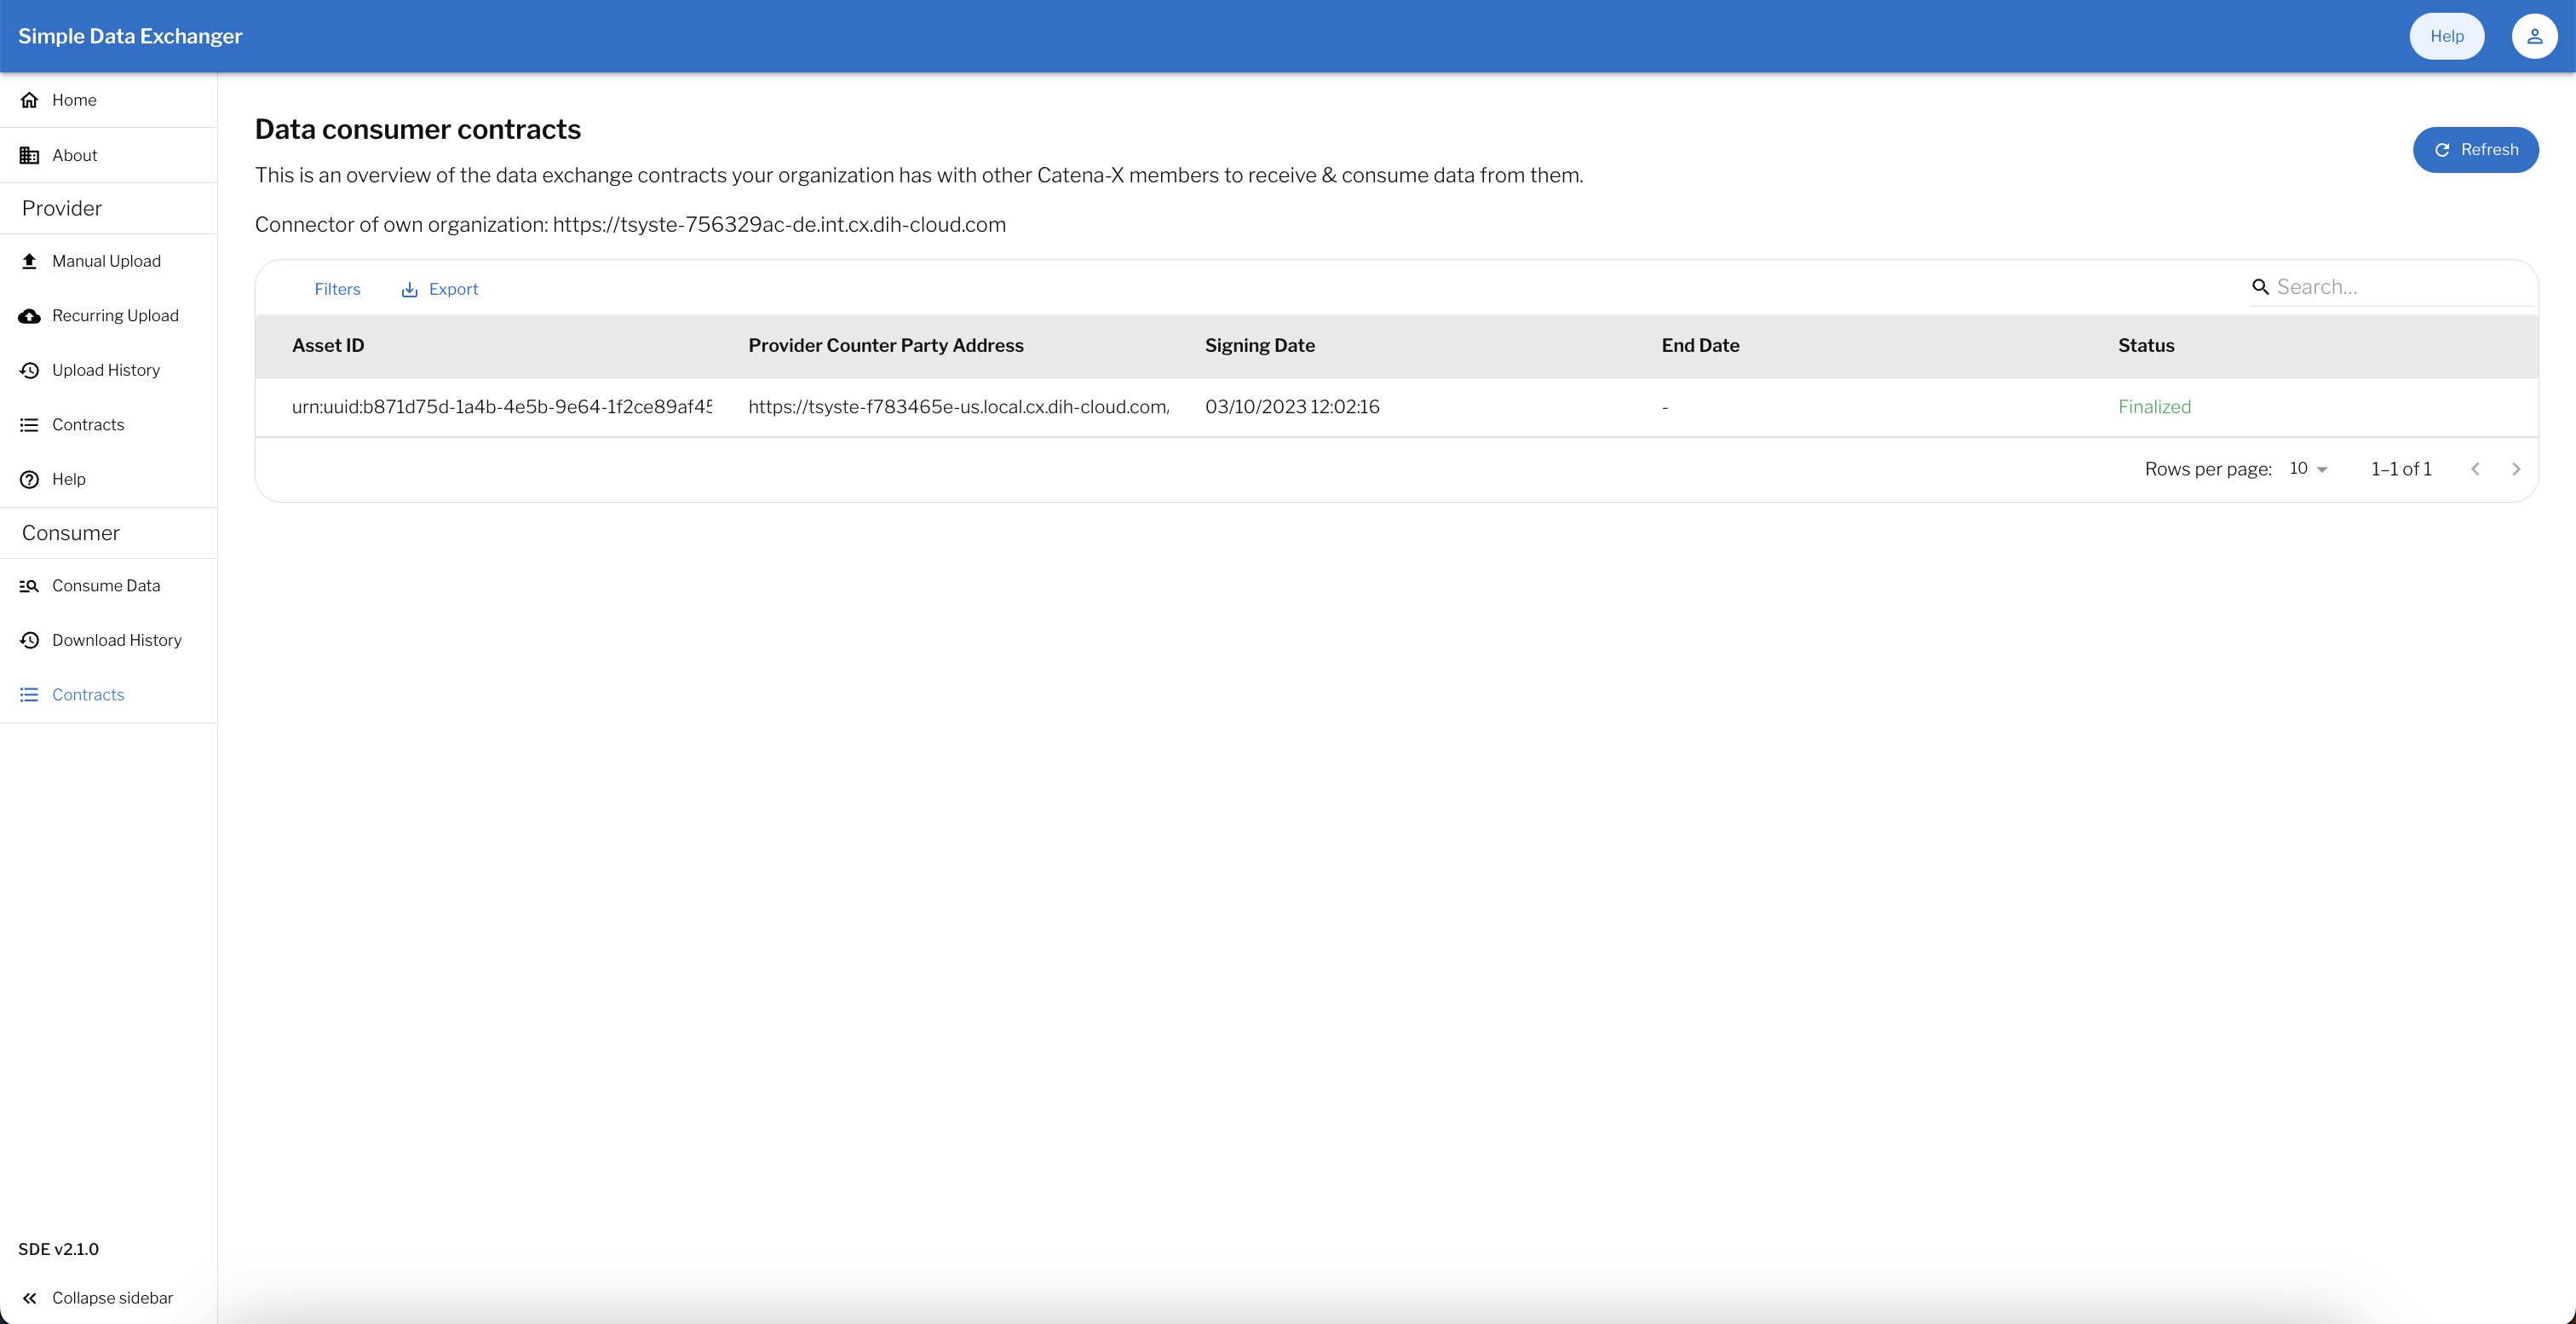 Simple Data Exchanger
Help
Home
About
Provider
Manual Upload
Recurring Upload
Upload History
Contracts
Help
Consumer
Consume Data
Download History
Contracts
SDE v2.1.0
Collapse sidebar
Data consumer contracts
This is an overview of the data exchange contracts your organization has with other Catena-X members to receive & consume data from them.
Refresh
Connector of own organization: https://tsyste-756329ac-de.int.cx.dih-cloud.com
Filters Export Search...
Asset ID Provider Counter Party Address Signing Date End Date Status
urn:uuid:b871d75d-1a4b-4e5b-9e64-1f2ce89af45 https://tsyste-f783465e-us.local.cx.dih-cloud.com/ 03/10/2023 12:02:16 - Finalized
Rows per page: 10 1–1 of 1